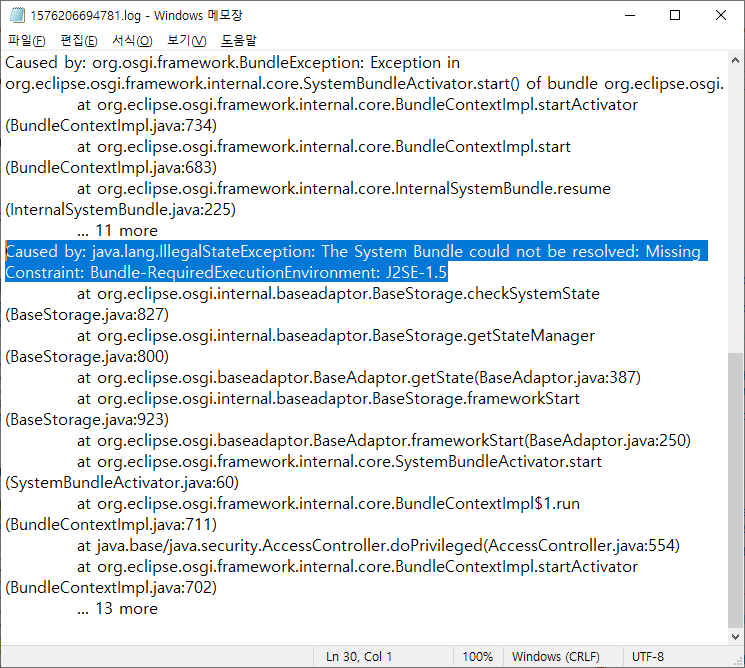 1576206694781.log - Windows 메모장
파일(F) 편집(E) 서식(O) 보기(V) 도움말
Caused by: org.osgi.framework.BundleException: Exception in
org.eclipse.osgi.framework.internal.core.SystemBundleActivator.start() of bundle org.eclipse.osgi.
at org.eclipse.osgi.framework.internal.core.BundleContextImpl.startActivator
(BundleContextImpl.java:734)
at org.eclipse.osgi.framework.internal.core.BundleContextImpl.start
(BundleContextImpl.java:683)
at org.eclipse.osgi.framework.internal.core.InternalSystemBundle.resume
(InternalSystemBundle.java:225)
... 11 more
Caused by: java.lang.IllegalStateException: The System Bundle could not be resolved: Missing
Constraint: Bundle-RequiredExecutionEnvironment: J2SE-1.5
at org.eclipse.osgi.internal.baseadaptor.BaseStorage.checkSystemState
(BaseStorage.java:827)
at org.eclipse.osgi.internal.baseadaptor.BaseStorage.getStateManager
(BaseStorage.java:800)
at org.eclipse.osgi.baseadaptor.BaseAdaptor.getState(BaseAdaptor.java:387)
at org.eclipse.osgi.internal.baseadaptor.BaseStorage.frameworkStart
(BaseStorage.java:923)
at org.eclipse.osgi.baseadaptor.BaseAdaptor.frameworkStart(BaseAdaptor.java:250)
at org.eclipse.osgi.framework.internal.core.SystemBundleActivator.start
(SystemBundleActivator.java:60)
at org.eclipse.osgi.framework.internal.core.BundleContextImpl$1.run
(BundleContextImpl.java:711)
at java.base/java.security.AccessController.doPrivileged(AccessController.java:554)
at org.eclipse.osgi.framework.internal.core.BundleContextImpl.startActivator
(BundleContextImpl.java:702)
... 13 more
Ln 30, Col 1 100% Windows (CRLF) UTF-8